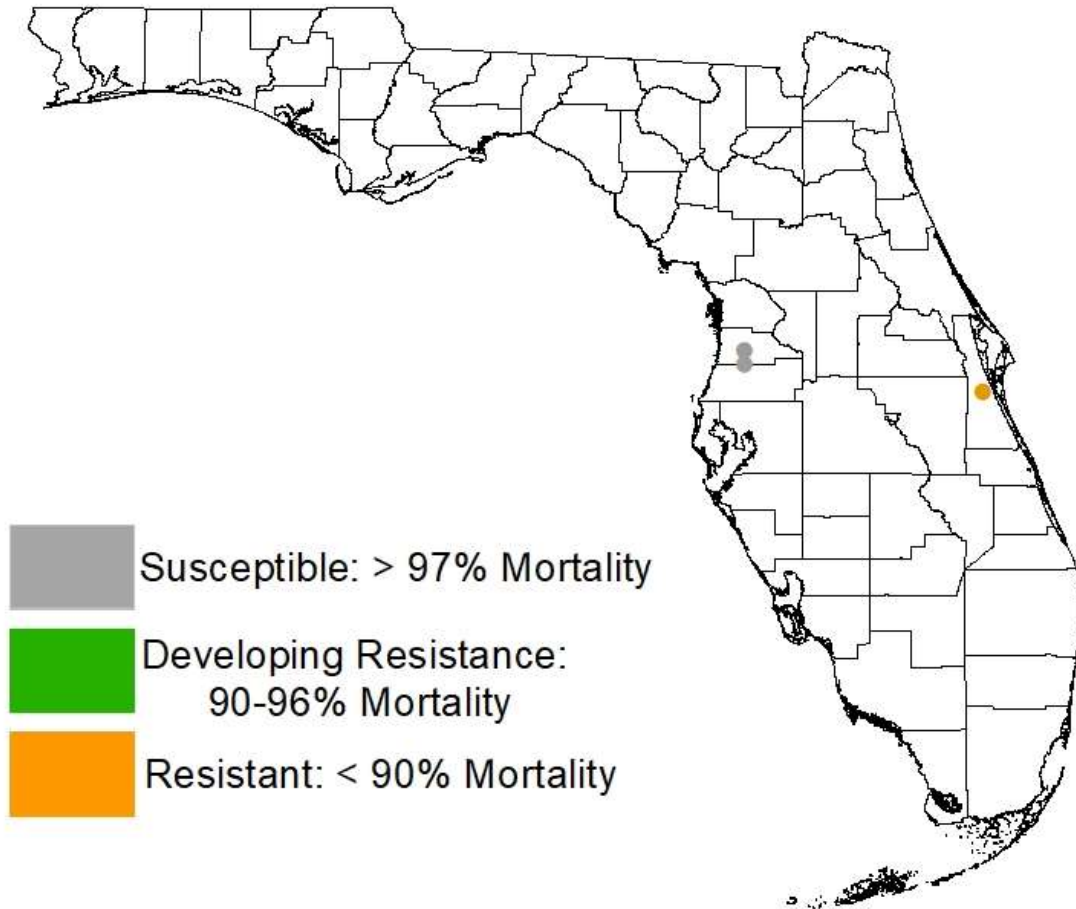 Susceptible: > 97% Mortality
Developing Resistance:
90-96% Mortality
Resistant: < 90% Mortality